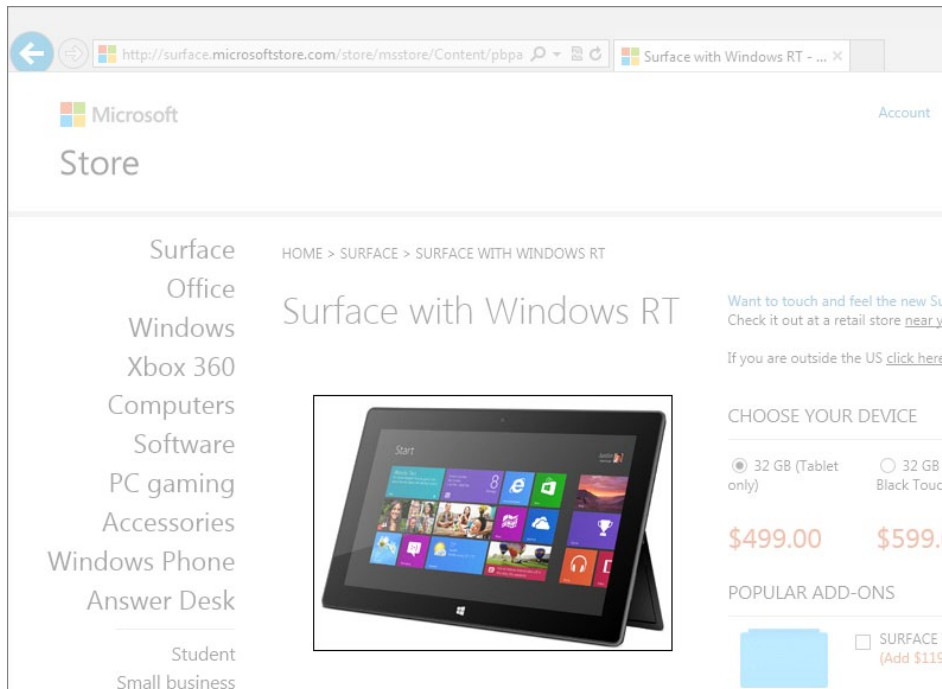 http://surface.microsoftstore.com/store/msstore/Content/pbpa
Surface with Windows RT - ...
Microsoft
Account
Store
HOME > SURFACE > SURFACE WITH WINDOWS RT
Surface with Windows RT
Surface
Office
Windows
Xbox 360
Computers
Software
PC gaming
Accessories
Windows Phone
Answer Desk
Student
Small business
Start
8
Want to touch and feel the new Su
Check it out at a retail store near y
If you are outside the US click here
CHOOSE YOUR DEVICE
32 GB (Tablet
only)
32 GB
Black Touc
$499.00
$599.
POPULAR ADD-ONS
SURFACE
(Add $119